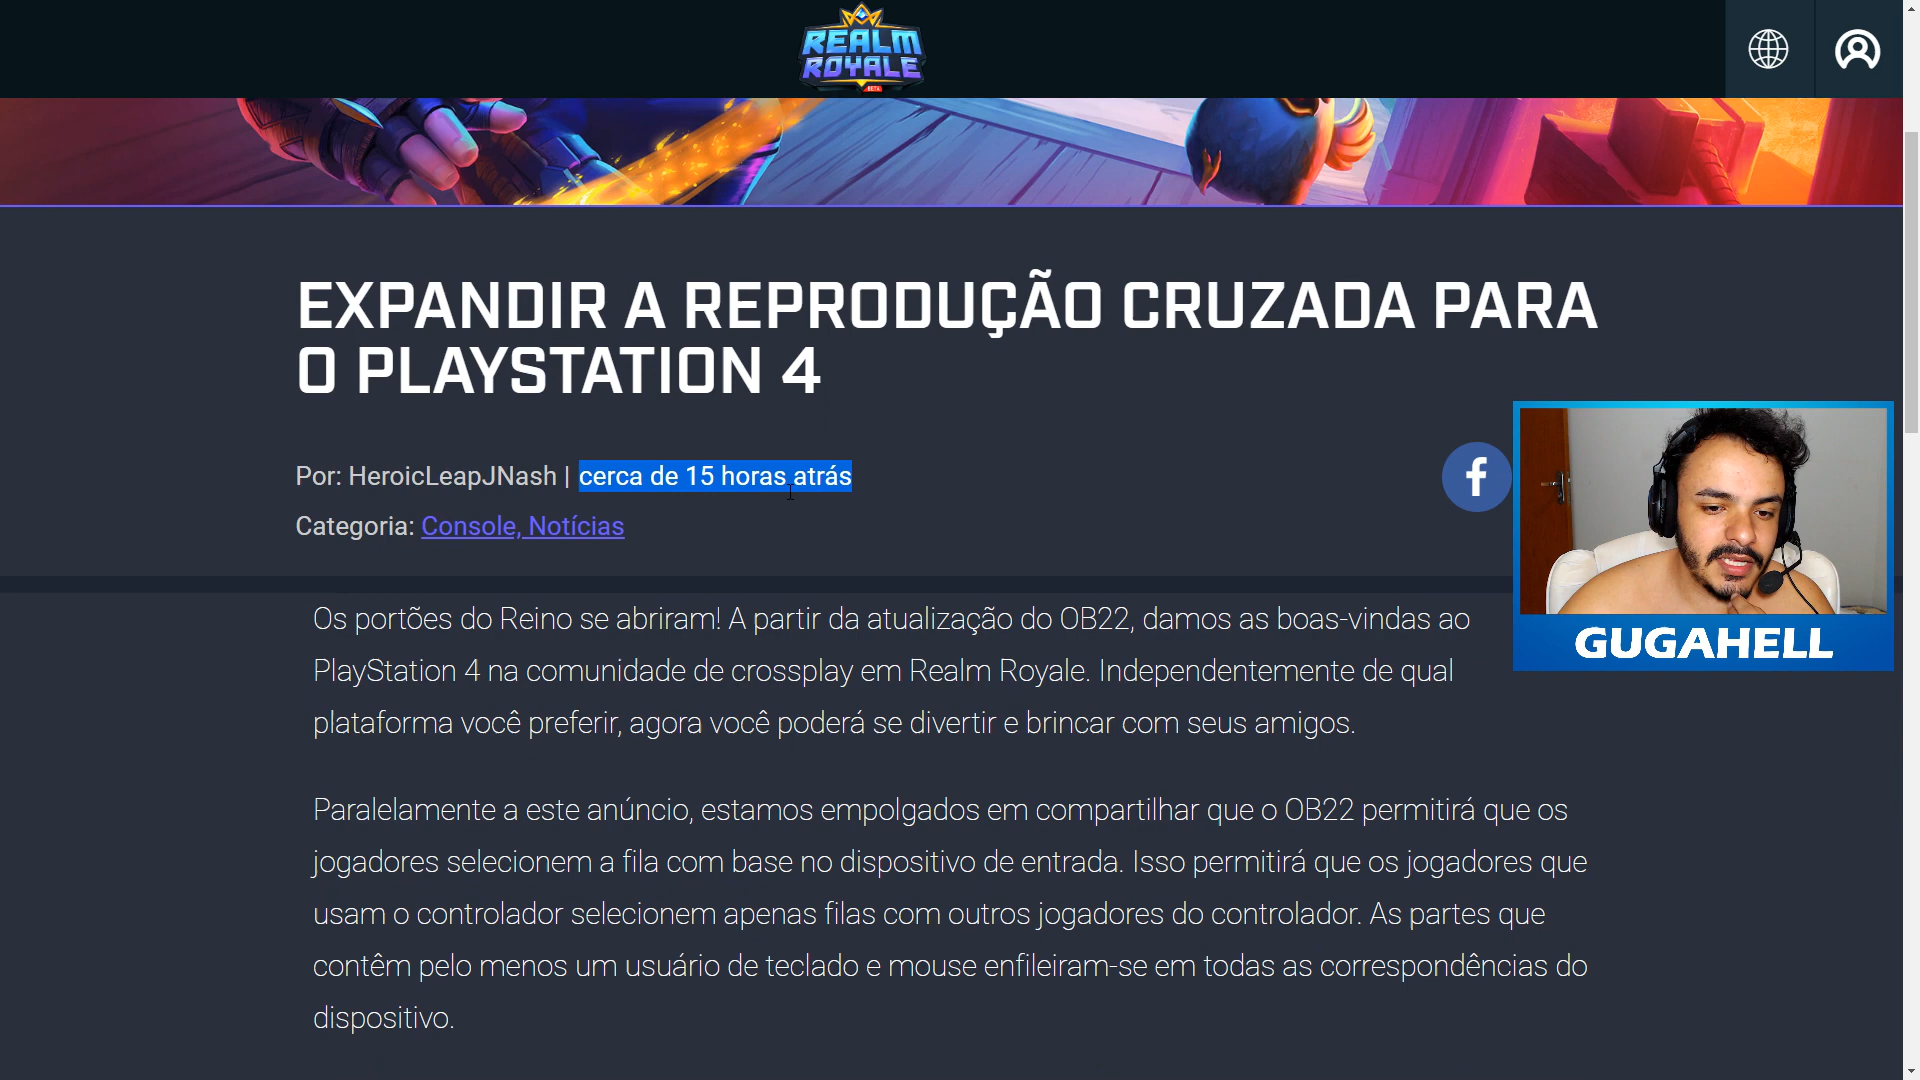 REALM
ROYALE
BETA
EXPANDIR A REPRODUÇÃO CRUZADA PARA
O PLAYSTATION 4
Por: HeroicLeapJNash | cerca de 15 horas atrás
Categoria: Console, Notícias
Os portões do Reino se abriram! A partir da atualização do OB22, damos as boas-vindas ao
PlayStation 4 na comunidade de crossplay em Realm Royale. Independentemente de qual
plataforma você preferir, agora você poderá se divertir e brincar com seus amigos.
GUGAHELL
Paralelamente a este anúncio, estamos empolgados em compartilhar que o OB22 permitirá que os
jogadores selecionem a fila com base no dispositivo de entrada. Isso permitirá que os jogadores que
usam o controlador selecionem apenas filas com outros jogadores do controlador. As partes que
contêm pelo menos um usuário de teclado e mouse enfileiram-se em todas as correspondências do
dispositivo.